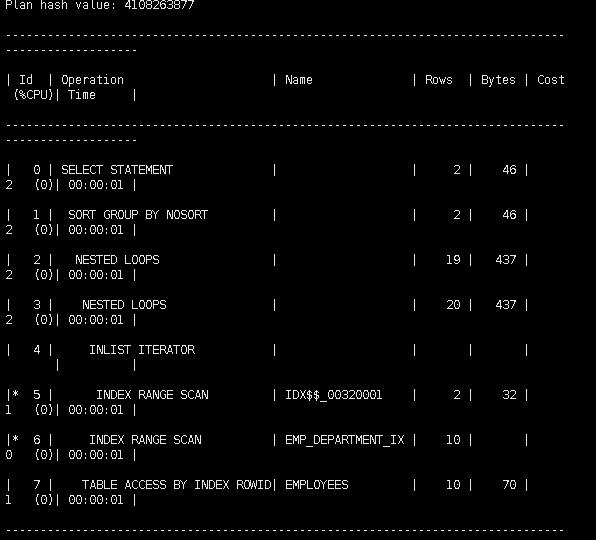 Plan hash value: 4108263877
--------------------------------------------------------------------------------
-------------------
| Id  | Operation                      | Name              | Rows  | Bytes | Cost
 (%CPU)| Time     |
--------------------------------------------------------------------------------
-------------------
|   0 | SELECT STATEMENT               |                   |     2 |    46 |
2   (0)| 00:00:01 |
|   1 |  SORT GROUP BY NOSORT          |                   |     2 |    46 |
2   (0)| 00:00:01 |
|   2 |   NESTED LOOPS                 |                   |    19 |   437 |
2   (0)| 00:00:01 |
|   3 |    NESTED LOOPS                |                   |    20 |   437 |
2   (0)| 00:00:01 |
|   4 |     INLIST ITERATOR            |                   |       |       |
       |          |
|*  5 |      INDEX RANGE SCAN          | IDX$$_00320001    |     2 |    32 |
1   (0)| 00:00:01 |
|*  6 |     INDEX RANGE SCAN           | EMP_DEPARTMENT_IX |    10 |       |
0   (0)| 00:00:01 |
|   7 |    TABLE ACCESS BY INDEX ROWID| EMPLOYEES         |    10 |    70 |
1   (0)| 00:00:01 |
--------------------------------------------------------------------------------